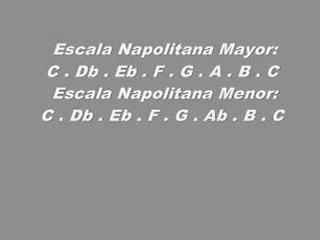 Escala Napolitana Mayor:
C . Db . Eb . F . G . A . B . C
Escala Napolitana Menor:
C . Db . Eb . F . G . Ab . B . C